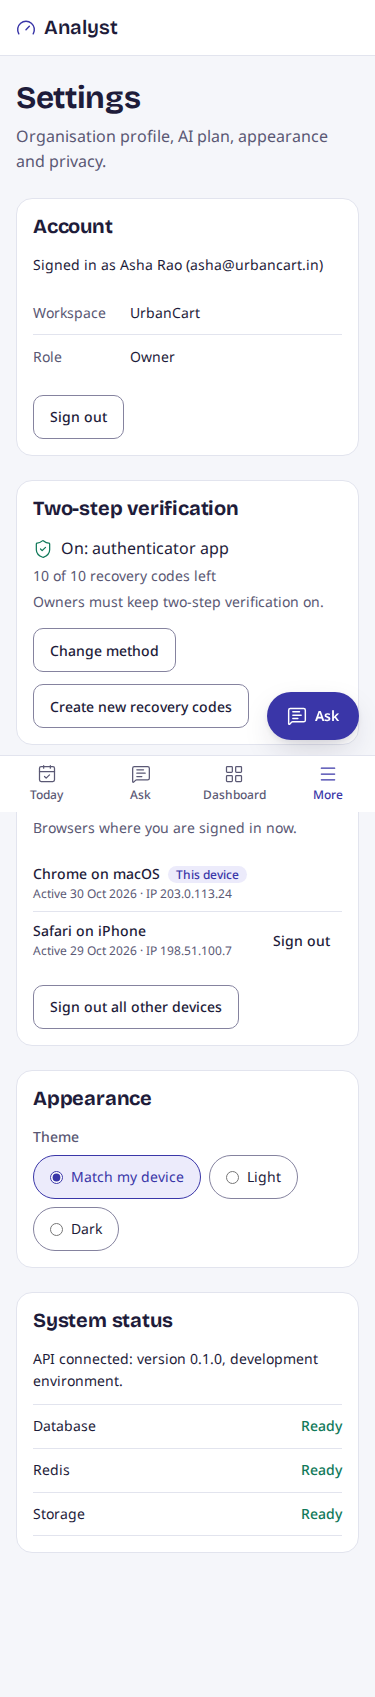 Analyst
Settings
Organisation profile, AI plan, appearance
and privacy.
Account
Signed in as Asha Rao (asha@urbancart.in)
Workspace UrbanCart
Role Owner
Sign out
Two-step verification
On: authenticator app
10 of 10 recovery codes left
Owners must keep two-step verification on.
Change method
Create new recovery codes
Ask
Today Ask Dashboard More
Browsers where you are signed in now.
Chrome on macOS This device
Active 30 Oct 2026 · IP 203.0.113.24
Safari on iPhone
Active 29 Oct 2026 · IP 198.51.100.7
Sign out
Sign out all other devices
Appearance
Theme
Match my device
Light
Dark
System status
API connected: version 0.1.0, development
environment.
Database Ready
Redis Ready
Storage Ready